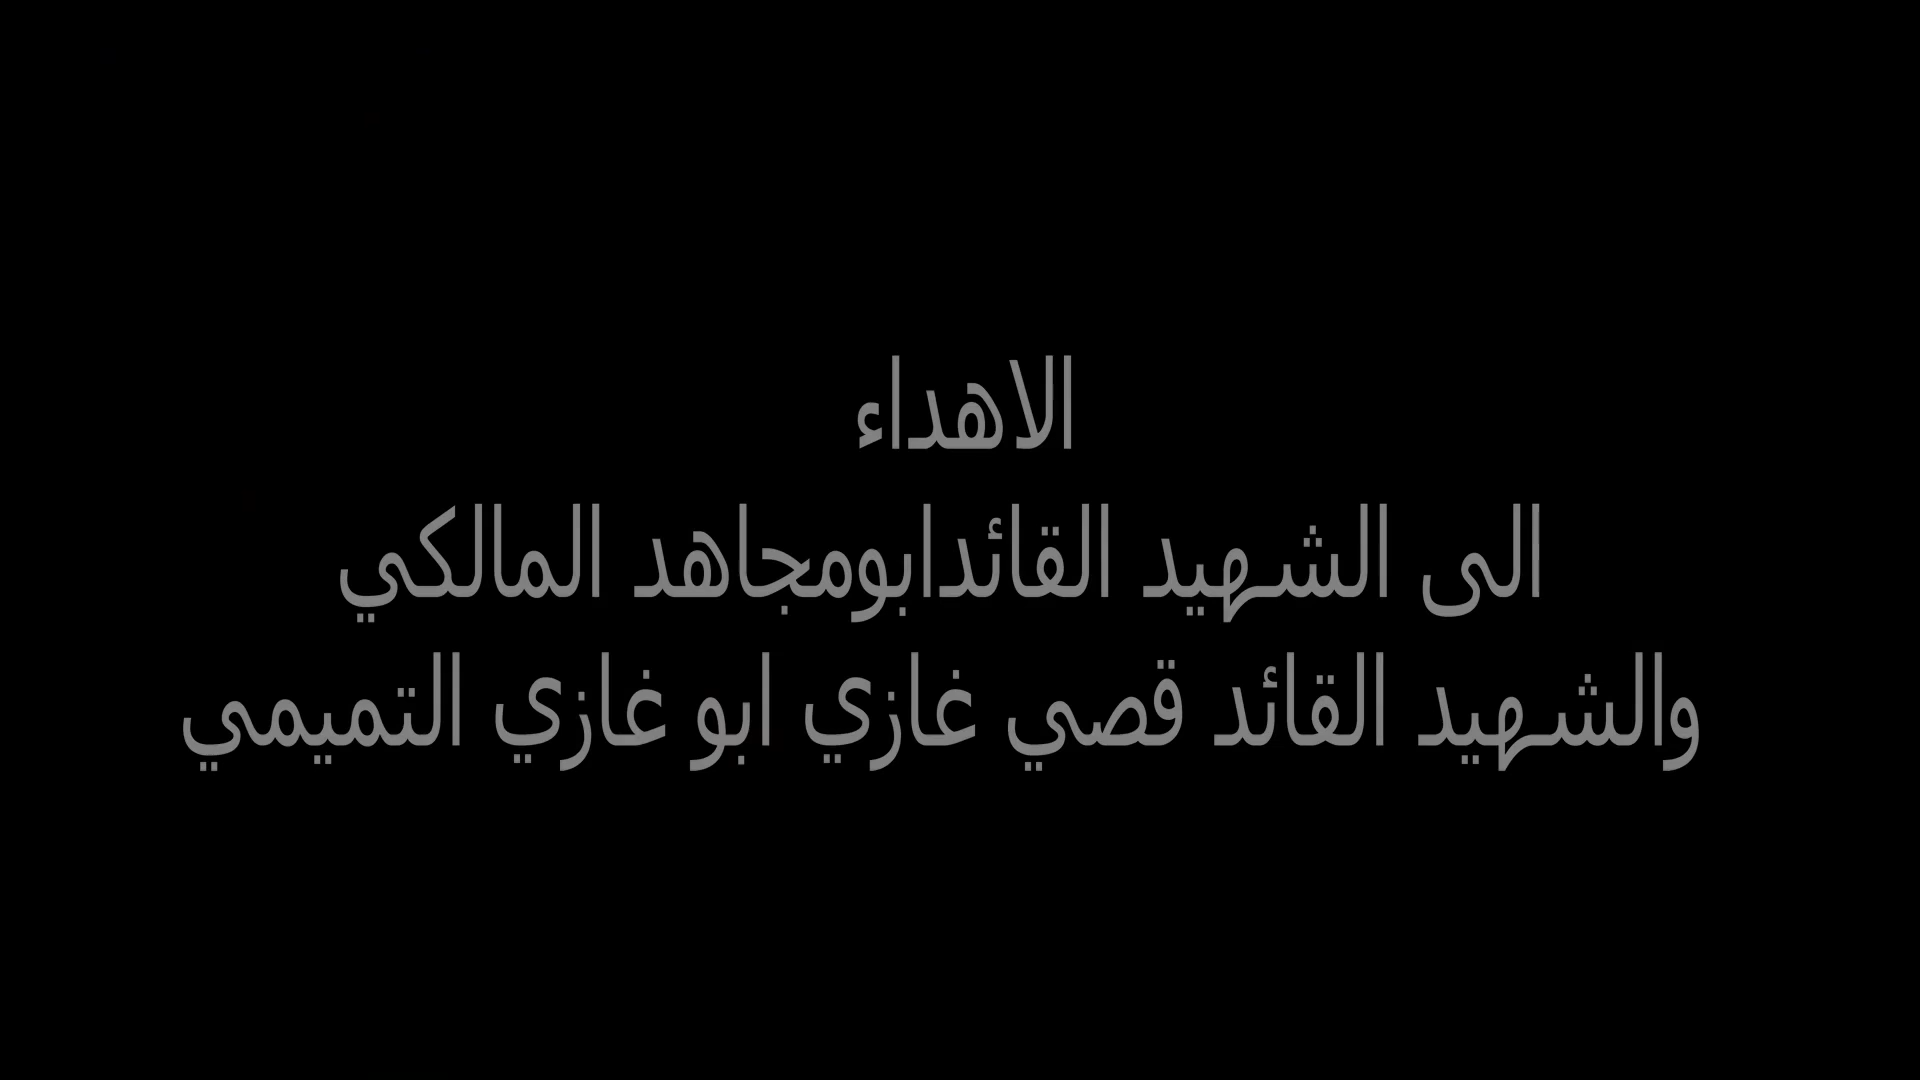 الاهداء
الى الشهيد القائدابومجاهد المالكي
والشهيد القائد قصي غازي ابو غازي التميمي